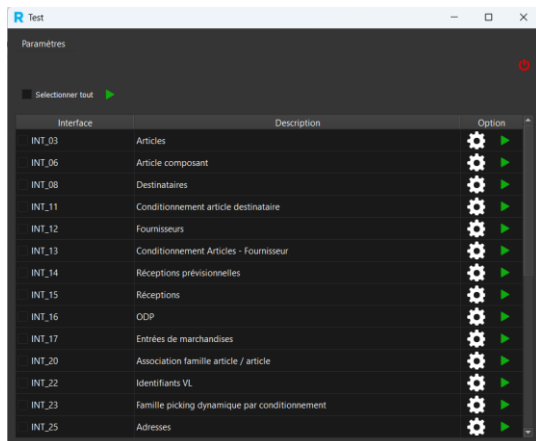 R Test
Paramètres
Selectionner tout
Interface Description Option
INT_03 Articles
INT_06 Article composant
INT_08 Destinataires
INT_11 Conditionnement article destinataire
INT_12 Fournisseurs
INT_13 Conditionnement Articles - Fournisseur
INT_14 Réceptions prévisionnelles
INT_15 Réceptions
INT_16 ODP
INT_17 Entrées de marchandises
INT_20 Association famille article / article
INT_22 Identifiants VL
INT_23 Famille picking dynamique par conditionnement
INT_25 Adresses